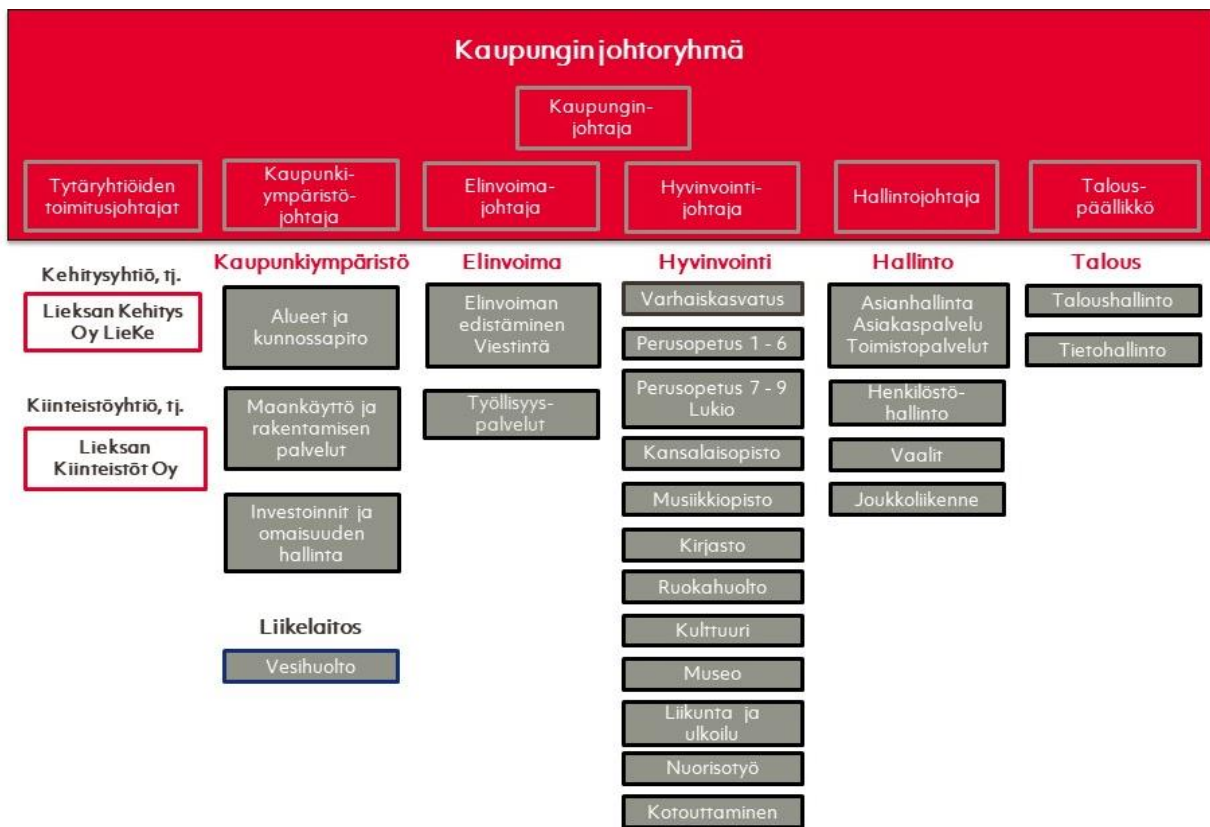 Kaupungin johtoryhmä
Kaupungin-
johtaja
Tytäryhtiöiden
toimitusjohtajat
Kaupunki-
ympäristö-
johtaja
Elinvoima-
johtaja
Hyvinvointi-
johtaja
Hallintojohtaja
Talous-
päällikkö
Kehitysyhtiö, tj.
Lieksan Kehitys
Oy LieKe
Kiinteistöyhtiö, tj.
Lieksan
Kiinteistöt Oy
Kaupunkiympäristö
Alueet ja
kunnossapito
Maankäyttö ja
rakentamisen
palvelut
Investoinnit ja
omaisuuden
hallinta
Liikelaitos
Vesihuolto
Elinvoima
Elinvoiman
edistäminen
Viestintä
Työllisyys-
palvelut
Hyvinvointi
Varhaiskasvatus
Perusopetus 1 - 6
Perusopetus 7 - 9
Lukio
Kansalaisopisto
Musiikkiopisto
Kirjasto
Ruokahuolto
Kulttuuri
Museo
Liikunta ja
ulkoilu
Nuorisotyö
Kotouttaminen
Hallinto
Asianhallinta
Asiakaspalvelu
Toimistopalvelut
Henkilöstö-
hallinto
Vaalit
Joukkoliikenne
Talous
Taloushallinto
Tietohallinto